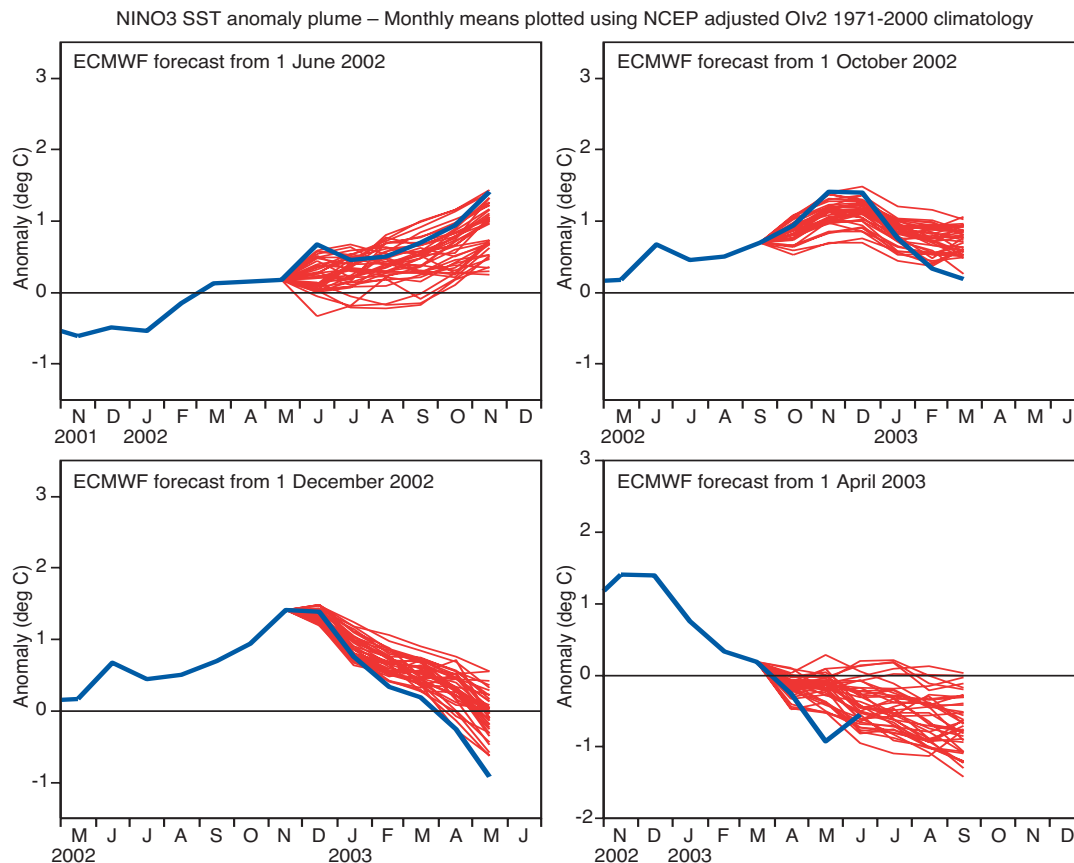 NINO3 SST anomaly plume – Monthly means plotted using NCEP adjusted OIv2 1971-2000 climatology
ECMWF forecast from 1 June 2002
Anomaly (deg C)
3
2
1
0
-1
N D J F M A M J J A S O N D
2001 2002
ECMWF forecast from 1 October 2002
Anomaly (deg C)
3
2
1
0
-1
M J J A S O N D J F M A M J
2002 2003
ECMWF forecast from 1 December 2002
Anomaly (deg C)
3
2
1
0
-1
M J J A S O N D J F M A M J
2002 2003
ECMWF forecast from 1 April 2003
Anomaly (deg C)
3
2
1
0
-1
-2
N D J F M A M J J A S O N D
2002 2003